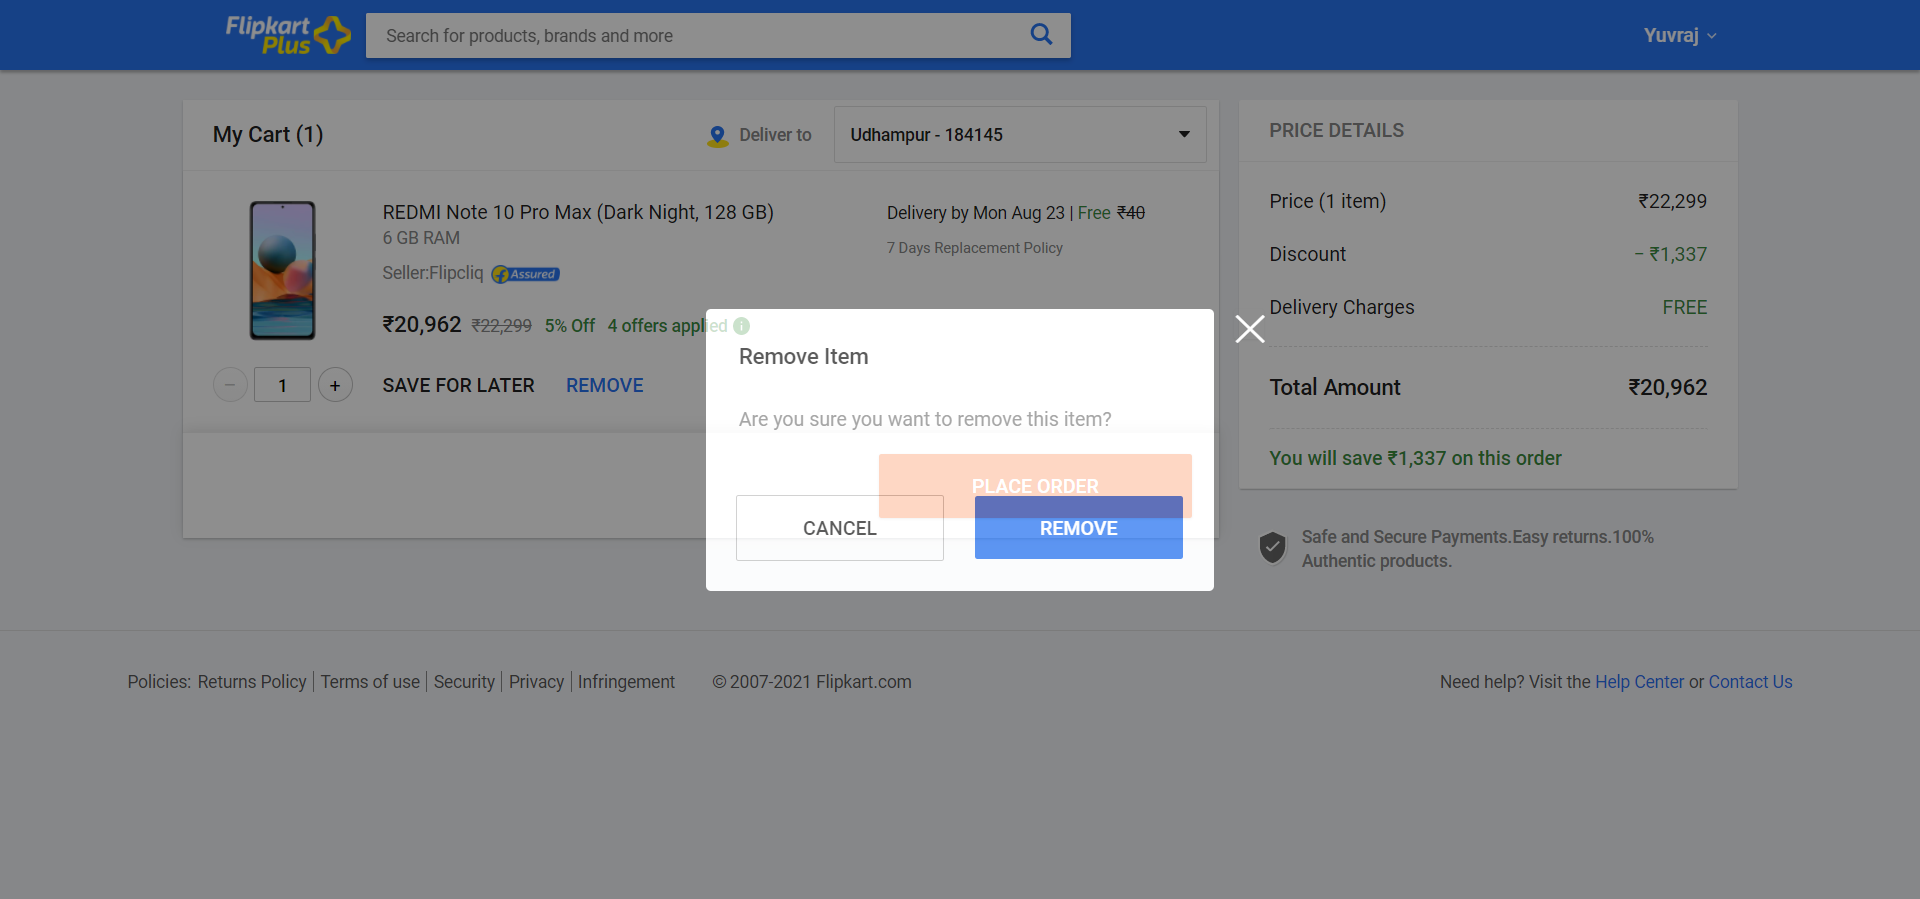 Flipkart
Plus
Search for products, brands and more
Yuvraj
My Cart (1)
Deliver to
Udhampur - 184145
REDMI Note 10 Pro Max (Dark Night, 128 GB)
6 GB RAM
Seller:Flipcliq
Assured
₹20,962 ₹22,299 5% Off 4 offers applied
Delivery by Mon Aug 23 | Free ₹40
7 Days Replacement Policy
− 1 +
SAVE FOR LATER
REMOVE
Remove Item
Are you sure you want to remove this item?
PLACE ORDER
CANCEL
REMOVE
PRICE DETAILS
Price (1 item) ₹22,299
Discount − ₹1,337
Delivery Charges FREE
Total Amount ₹20,962
You will save ₹1,337 on this order
Safe and Secure Payments.Easy returns.100%
Authentic products.
Policies: Returns Policy | Terms of use | Security | Privacy | Infringement
© 2007-2021 Flipkart.com
Need help? Visit the Help Center or Contact Us